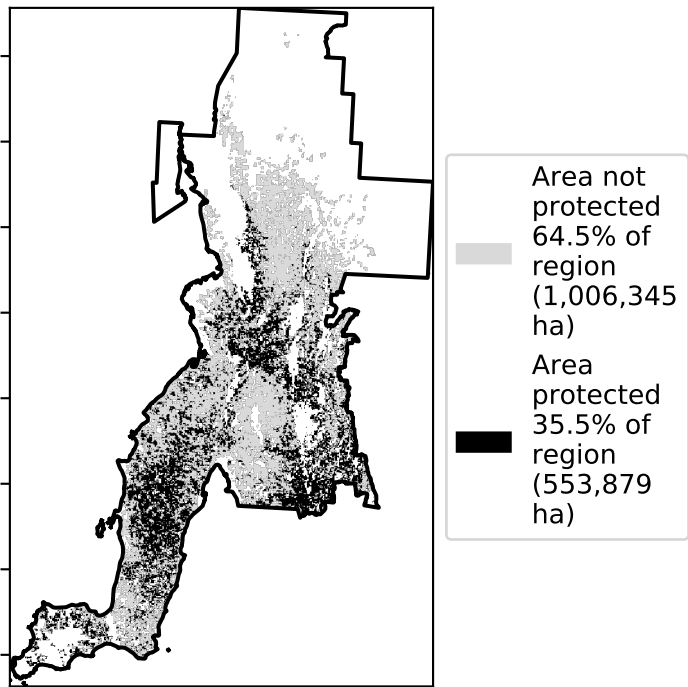 Area not
protected
64.5% of
region
(1,006,345
ha)
Area
protected
35.5% of
region
(553,879
ha)